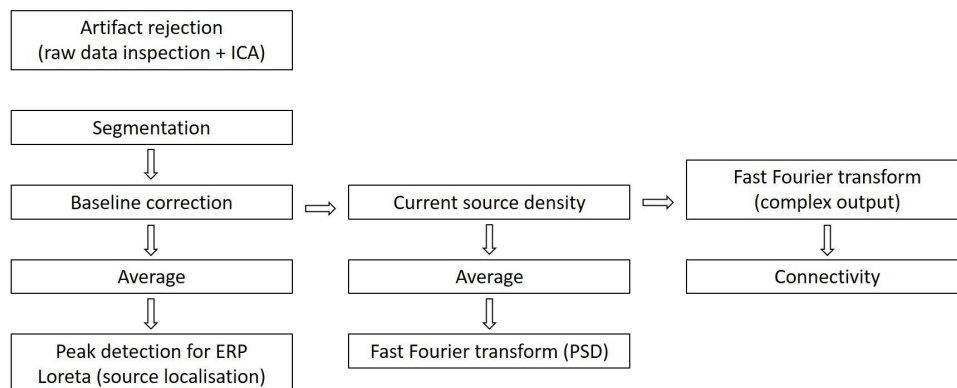 Artifact rejection
(raw data inspection + ICA)
Segmentation
Baseline correction
Average
Peak detection for ERP
Loreta (source localisation)
Current source density
Average
Fast Fourier transform (PSD)
Fast Fourier transform
(complex output)
Connectivity